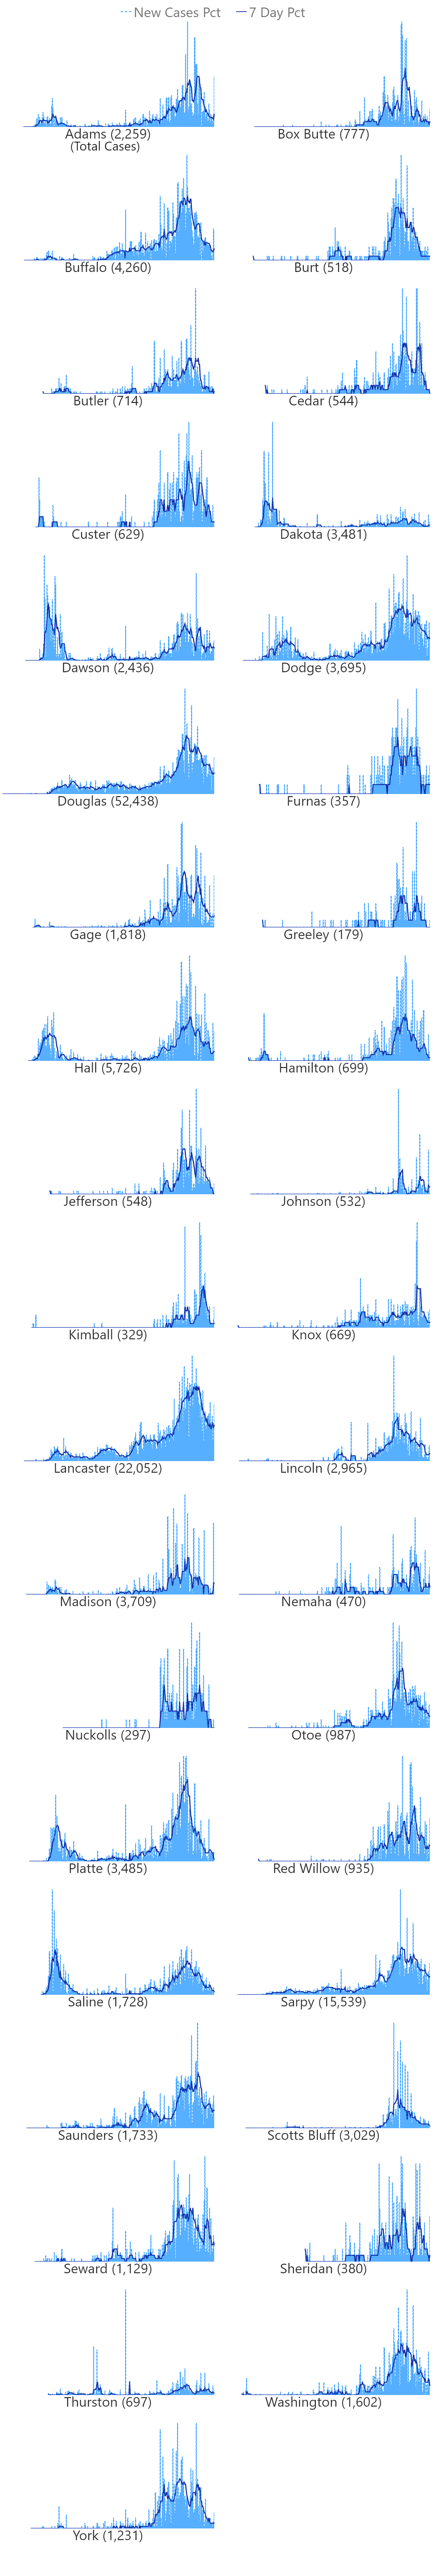 New Cases Pct 7 Day Pct
Adams (2,259) Box Butte (777)
(Total Cases)
Buffalo (4,260) Burt (518)
Butler (714) Cedar (544)
Custer (629) Dakota (3,481)
Dawson (2,436) Dodge (3,695)
Douglas (52,438) Furnas (357)
Gage (1,818) Greeley (179)
Hall (5,726) Hamilton (699)
Jefferson (548) Johnson (532)
Kimball (329) Knox (669)
Lancaster (22,052) Lincoln (2,965)
Madison (3,709) Nemaha (470)
Nuckolls (297) Otoe (987)
Platte (3,485) Red Willow (935)
Saline (1,728) Sarpy (15,539)
Saunders (1,733) Scotts Bluff (3,029)
Seward (1,129) Sheridan (380)
Thurston (697) Washington (1,602)
York (1,231)